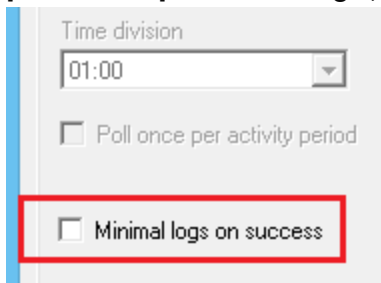 Time division
01:00
Poll once per activity period
Minimal logs on success